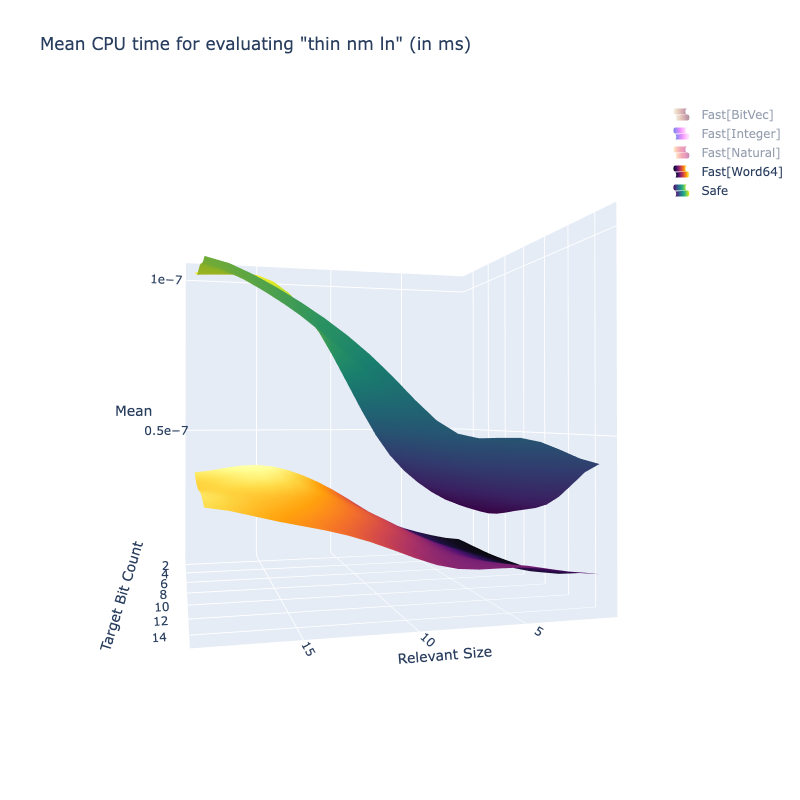 Mean CPU time for evaluating "thin nm ln" (in ms)
Fast[BitVec]
Fast[Integer]
Fast[Natural]
Fast[Word64]
Safe
1e−7
Mean
0.5e−7
2
4
6
8
10
12
14
Target Bit Count
15
10
5
Relevant Size